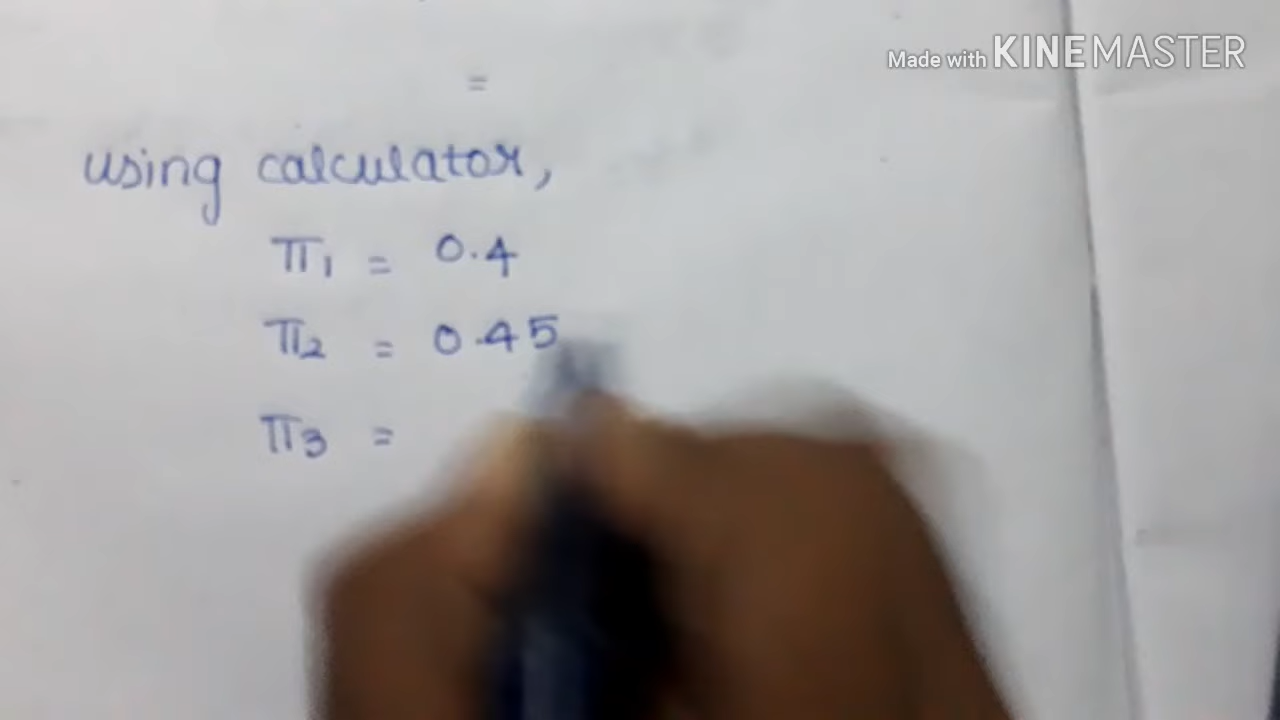 Made with KINEMASTER
=
using calculator,
π1 = 0.4
π2 = 0.45
π3 =